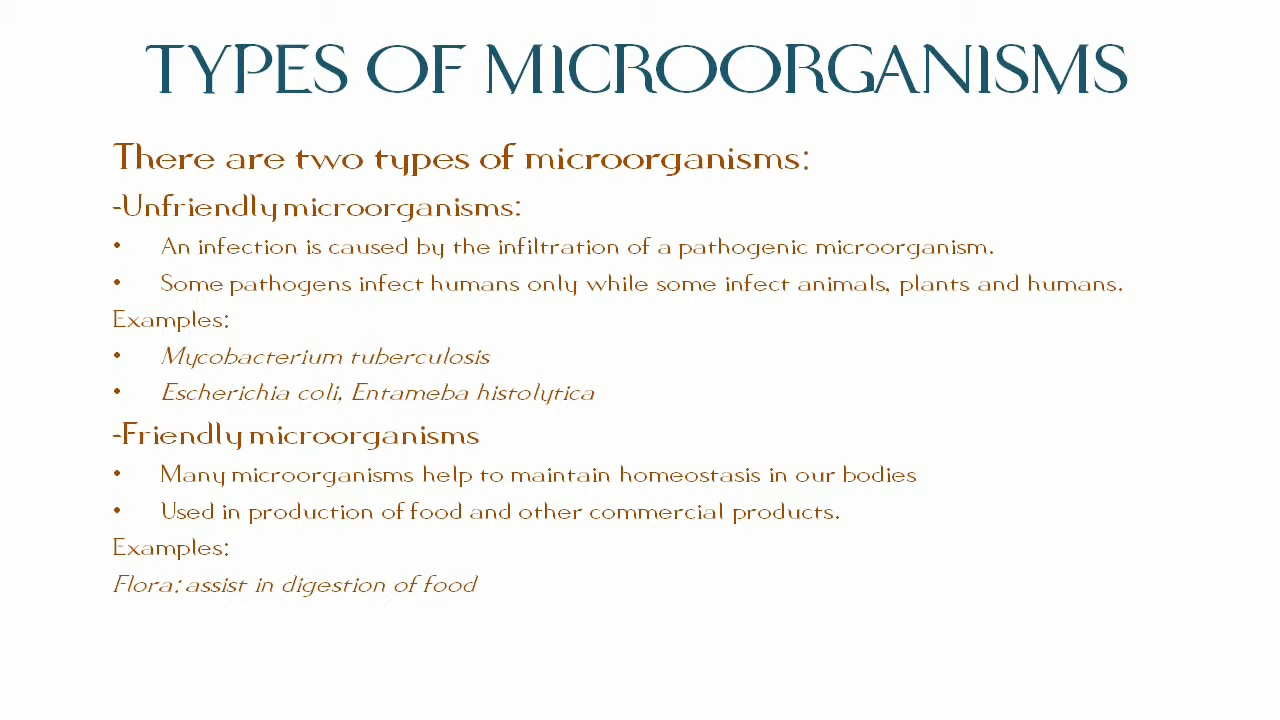 TYPES OF MICROORGANISMS
There are two types of microorganisms:
-Unfriendly microorganisms:
• An infection is caused by the infiltration of a pathogenic microorganism.
• Some pathogens infect humans only while some infect animals, plants and humans.
Examples:
• Mycobacterium tuberculosis
• Escherichia coli, Entameba histolytica
-Friendly microorganisms
• Many microorganisms help to maintain homeostasis in our bodies
• Used in production of food and other commercial products.
Examples:
Flora: assist in digestion of food